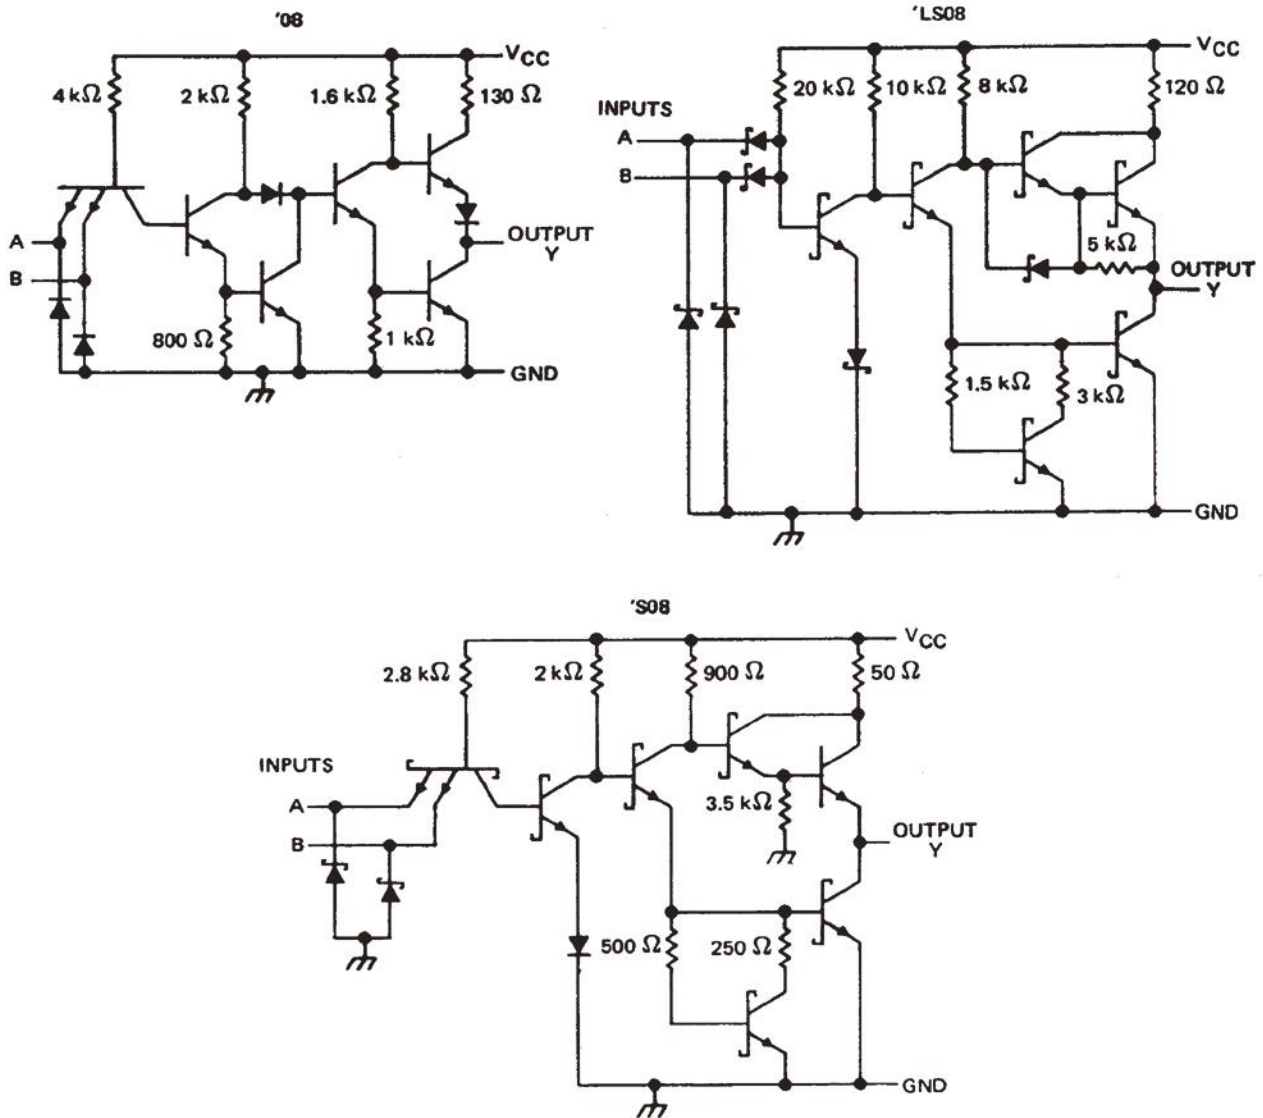 '08
VCC
4 kΩ
2 kΩ
1.6 kΩ
130 Ω
A
B
OUTPUT
Y
800 Ω
1 kΩ
GND
'LS08
VCC
20 kΩ
10 kΩ
8 kΩ
120 Ω
INPUTS
A
B
5 kΩ
OUTPUT
Y
1.5 kΩ
3 kΩ
GND
'S08
VCC
2.8 kΩ
2 kΩ
900 Ω
50 Ω
INPUTS
A
B
3.5 kΩ
OUTPUT
Y
500 Ω
250 Ω
GND